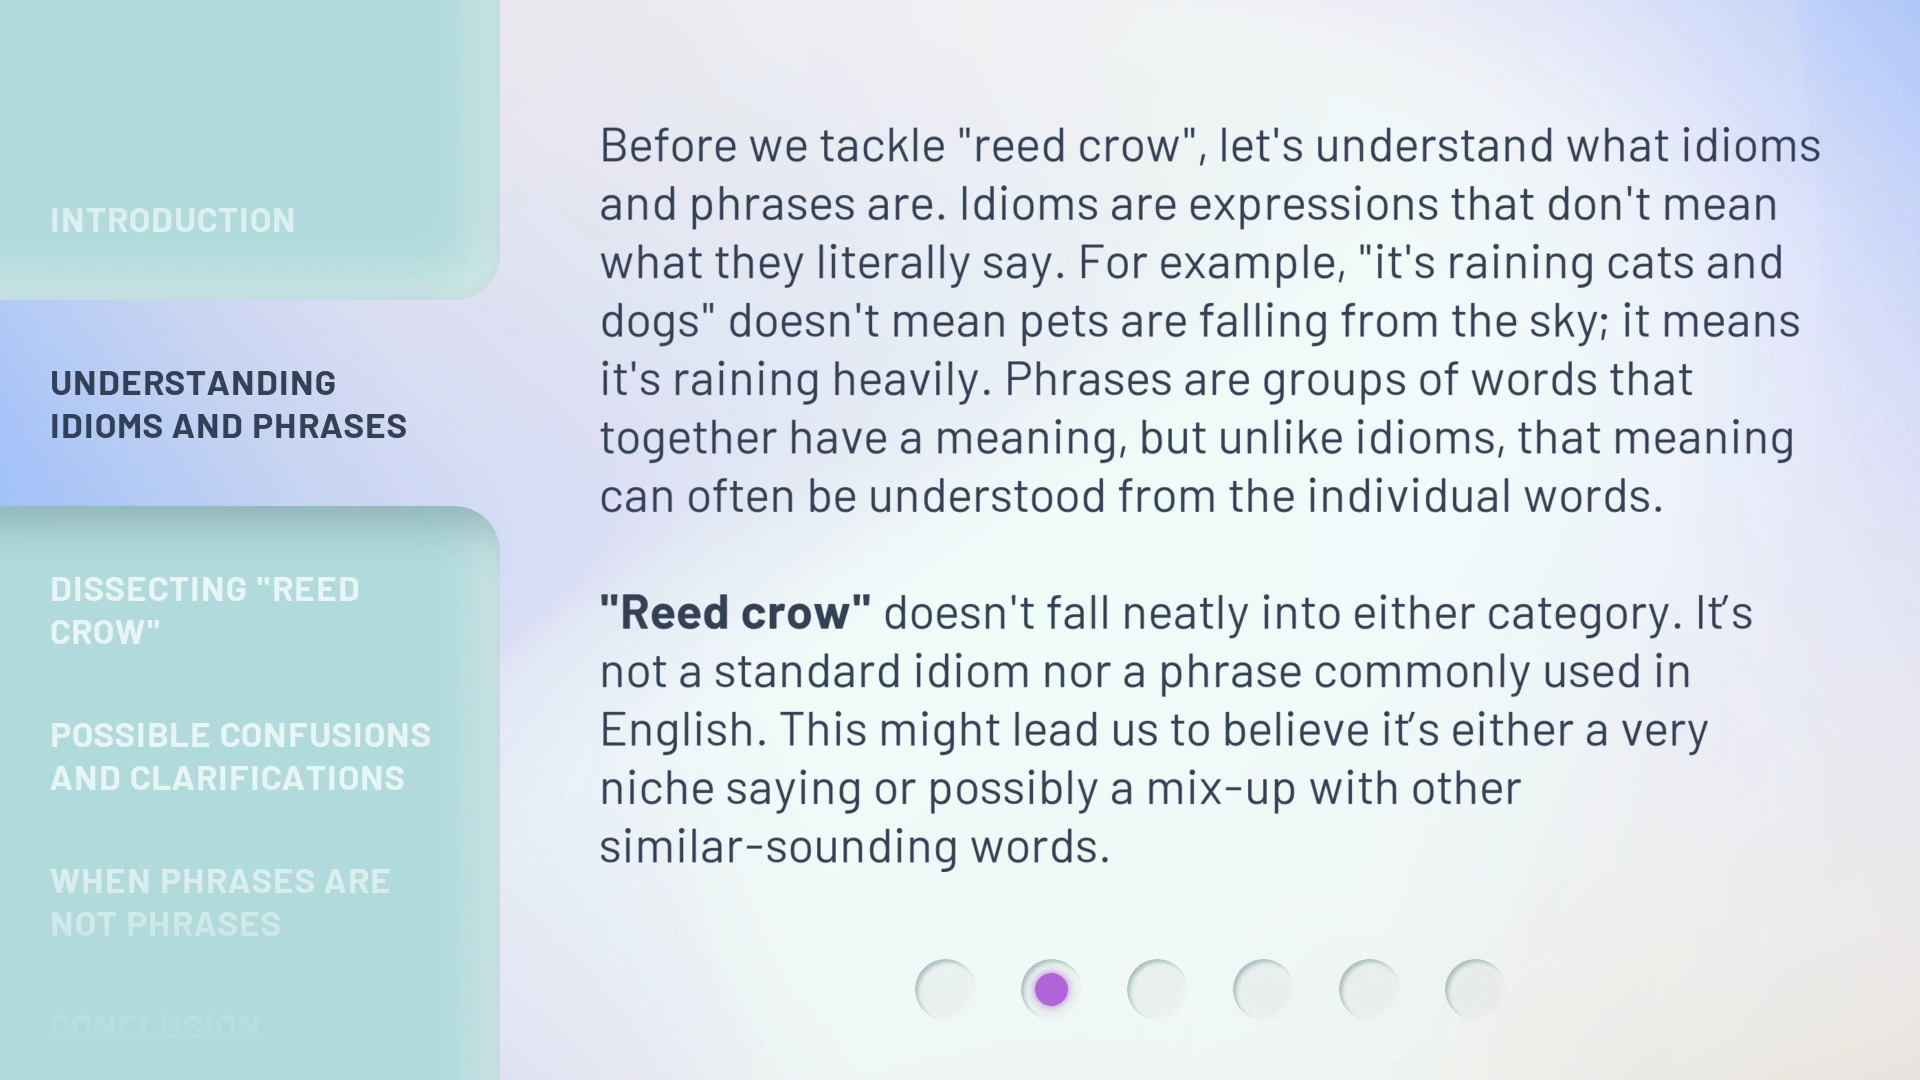 INTRODUCTION
UNDERSTANDING
IDIOMS AND PHRASES
DISSECTING "REED
CROW"
POSSIBLE CONFUSIONS
AND CLARIFICATIONS
WHEN PHRASES ARE
NOT PHRASES
CONCLUSION
Before we tackle "reed crow", let's understand what idioms
and phrases are. Idioms are expressions that don't mean
what they literally say. For example, "it's raining cats and
dogs" doesn't mean pets are falling from the sky; it means
it's raining heavily. Phrases are groups of words that
together have a meaning, but unlike idioms, that meaning
can often be understood from the individual words.
"Reed crow" doesn't fall neatly into either category. It’s
not a standard idiom nor a phrase commonly used in
English. This might lead us to believe it’s either a very
niche saying or possibly a mix-up with other
similar-sounding words.